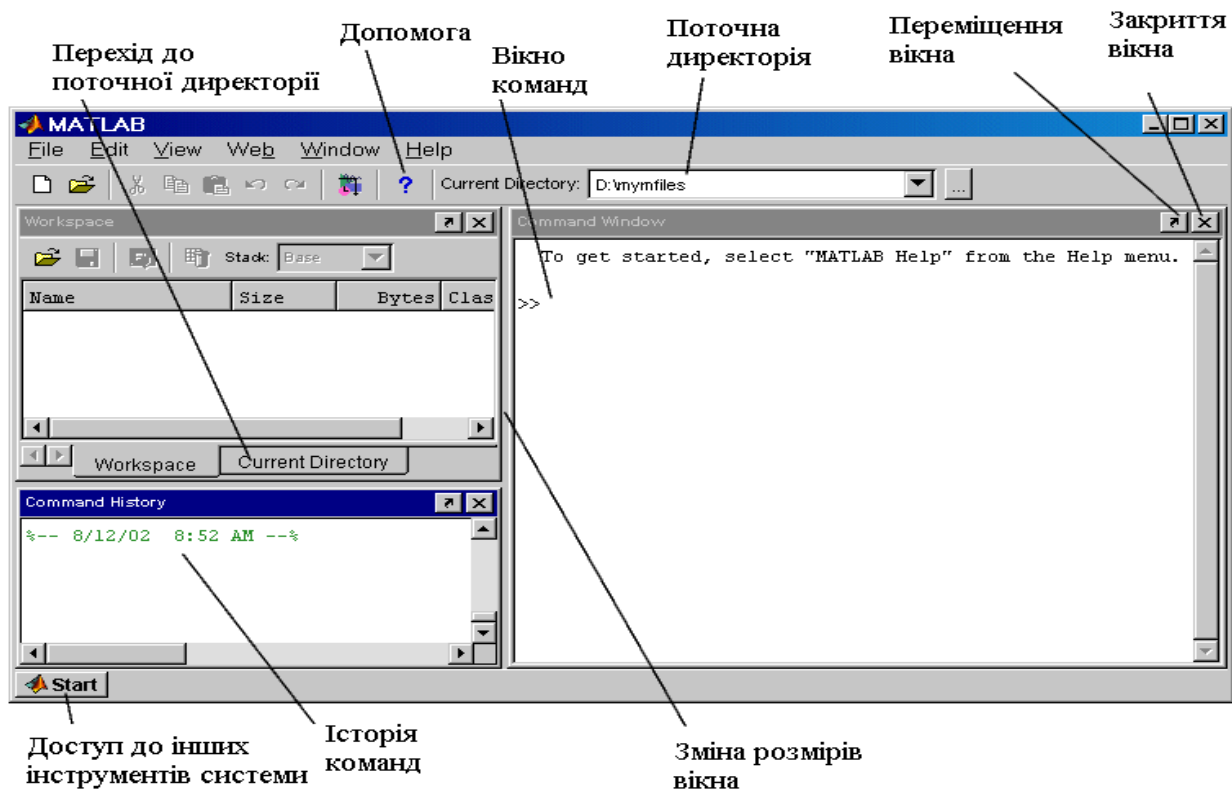 Перехід до
поточної директорії
Допомога
Вікно
команд
Поточна
директорія
Переміщення
вікна
Закриття
вікна
MATLAB
File Edit View Web Window Help
Current Directory: D:\mymfiles ...
Workspace
Stack: Base
Name Size Bytes Clas
Workspace Current Directory
Command History
%-- 8/12/02 8:52 AM --%
Command Window
To get started, select "MATLAB Help" from the Help menu.
>>
Start
Доступ до інших
інструментів системи
Історія
команд
Зміна розмірів
вікна